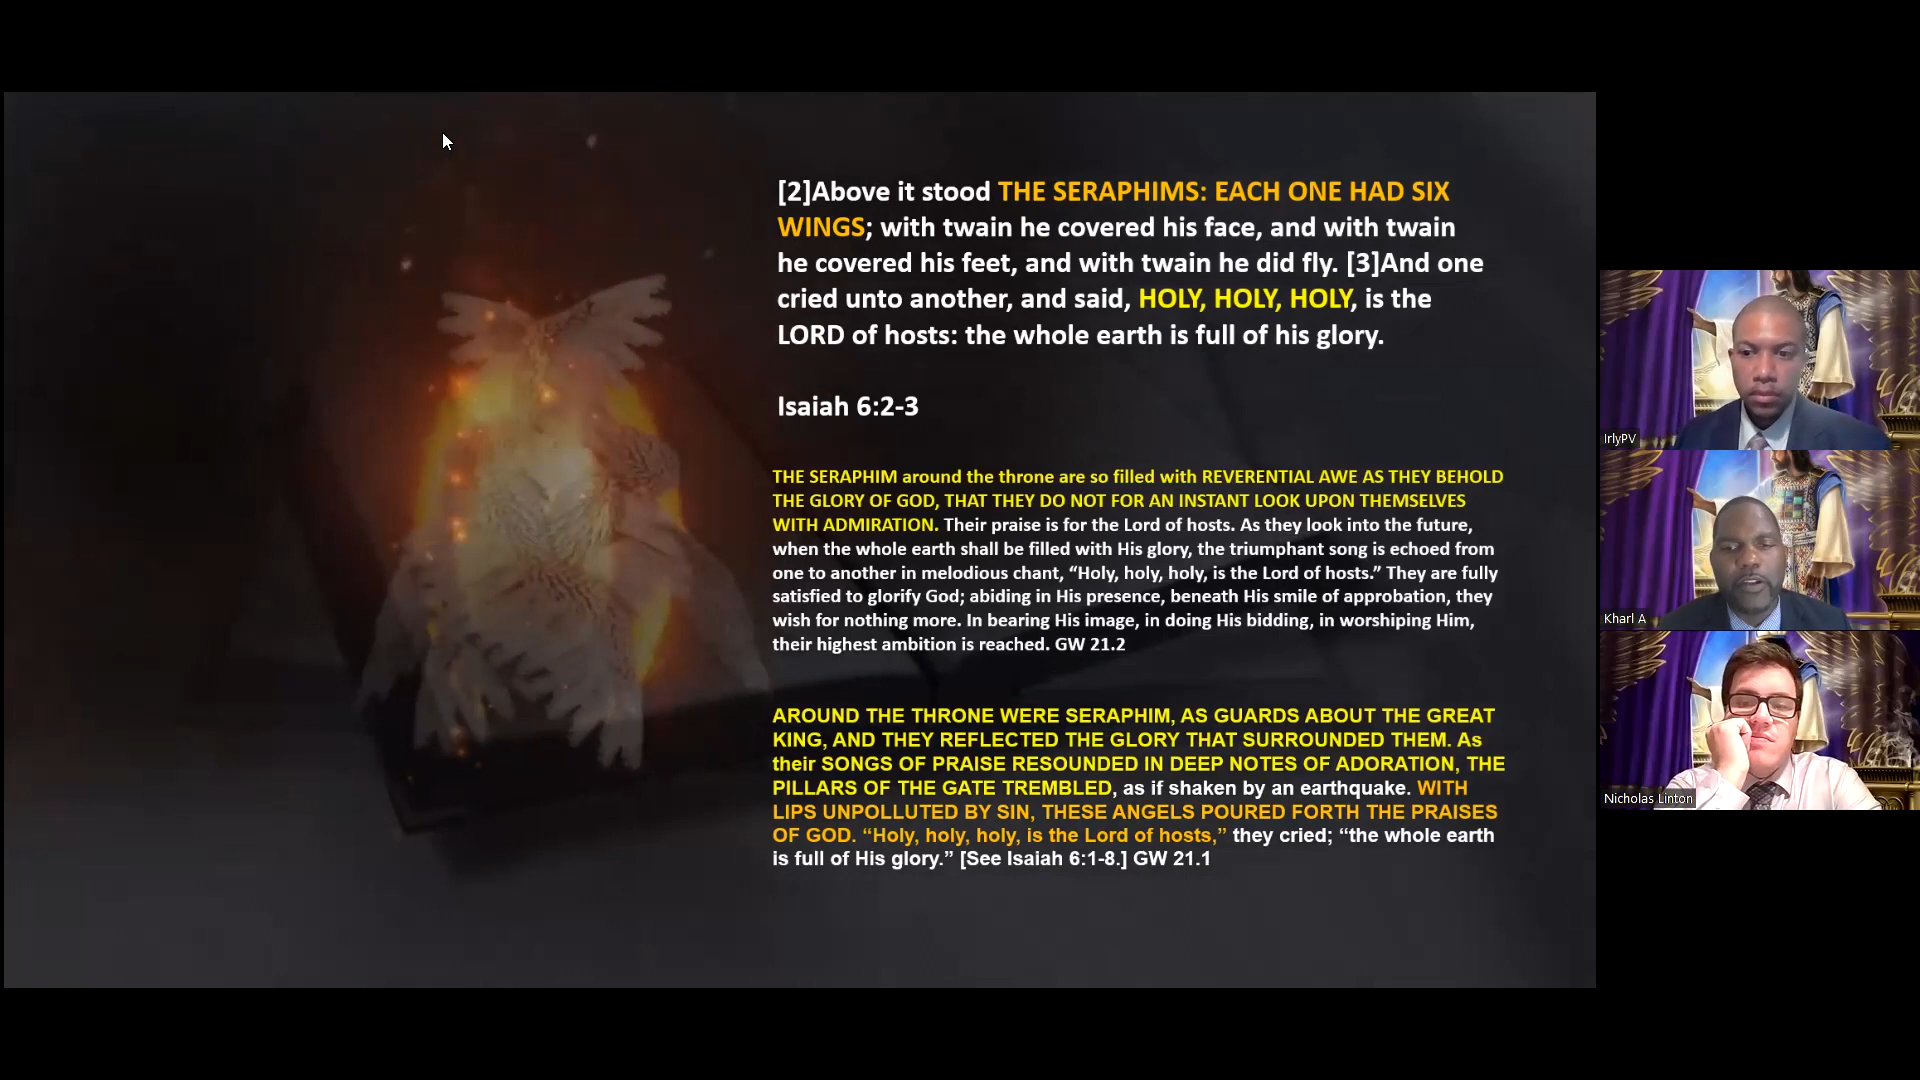 [2]Above it stood THE SERAPHIMS: EACH ONE HAD SIX
WINGS; with twain he covered his face, and with twain
he covered his feet, and with twain he did fly. [3]And one
cried unto another, and said, HOLY, HOLY, HOLY, is the
LORD of hosts: the whole earth is full of his glory.
Isaiah 6:2-3
THE SERAPHIM around the throne are so filled with REVERENTIAL AWE AS THEY BEHOLD
THE GLORY OF GOD, THAT THEY DO NOT FOR AN INSTANT LOOK UPON THEMSELVES
WITH ADMIRATION. Their praise is for the Lord of hosts. As they look into the future,
when the whole earth shall be filled with His glory, the triumphant song is echoed from
one to another in melodious chant, “Holy, holy, holy, is the Lord of hosts.” They are fully
satisfied to glorify God; abiding in His presence, beneath His smile of approbation, they
wish for nothing more. In bearing His image, in doing His bidding, in worshiping Him,
their highest ambition is reached. GW 21.2
AROUND THE THRONE WERE SERAPHIM, AS GUARDS ABOUT THE GREAT
KING, AND THEY REFLECTED THE GLORY THAT SURROUNDED THEM. As
their SONGS OF PRAISE RESOUNDED IN DEEP NOTES OF ADORATION, THE
PILLARS OF THE GATE TREMBLED, as if shaken by an earthquake. WITH
LIPS UNPOLLUTED BY SIN, THESE ANGELS POURED FORTH THE PRAISES
OF GOD. “Holy, holy, holy, is the Lord of hosts,” they cried; “the whole earth
is full of His glory.” [See Isaiah 6:1-8.] GW 21.1
IrlyPV
Kharl A
Nicholas Linton